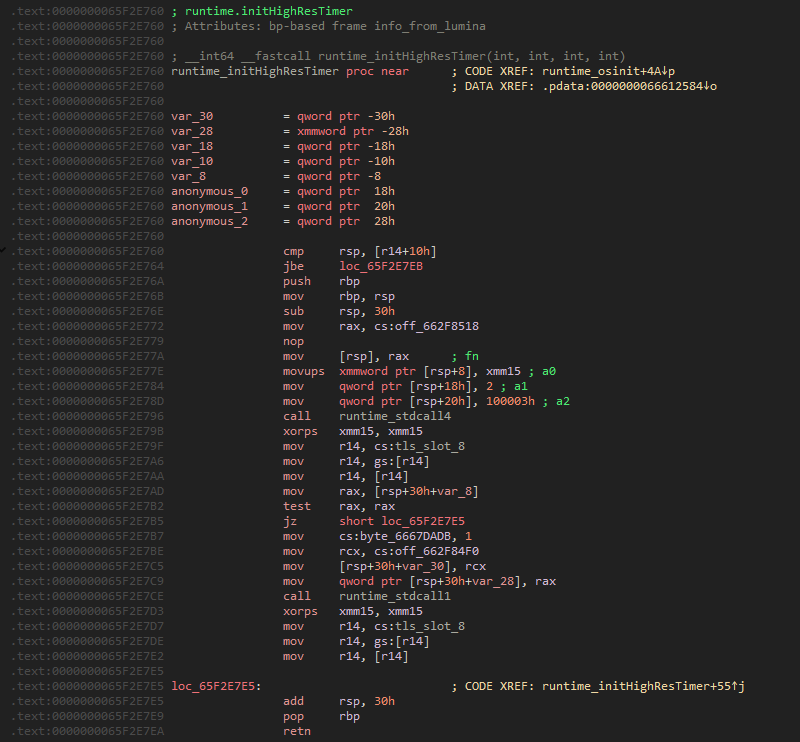 .text:0000000065F2E760 ; runtime.initHighResTimer
.text:0000000065F2E760 ; Attributes: bp-based frame info_from_lumina
.text:0000000065F2E760
.text:0000000065F2E760 ; __int64 __fastcall runtime_initHighResTimer(int, int, int, int)
.text:0000000065F2E760 runtime_initHighResTimer proc near ; CODE XREF: runtime_osinit+4A↓p
.text:0000000065F2E760 ; DATA XREF: .pdata:0000000066612584↓o
.text:0000000065F2E760
.text:0000000065F2E760 var_30 = qword ptr -30h
.text:0000000065F2E760 var_28 = xmmword ptr -28h
.text:0000000065F2E760 var_18 = qword ptr -18h
.text:0000000065F2E760 var_10 = qword ptr -10h
.text:0000000065F2E760 var_8 = qword ptr -8
.text:0000000065F2E760 anonymous_0 = qword ptr 18h
.text:0000000065F2E760 anonymous_1 = qword ptr 20h
.text:0000000065F2E760 anonymous_2 = qword ptr 28h
.text:0000000065F2E760
.text:0000000065F2E760 cmp rsp, [r14+10h]
.text:0000000065F2E764 jbe loc_65F2E7EB
.text:0000000065F2E76A push rbp
.text:0000000065F2E76B mov rbp, rsp
.text:0000000065F2E76E sub rsp, 30h
.text:0000000065F2E772 mov rax, cs:off_662F8518
.text:0000000065F2E779 nop
.text:0000000065F2E77A mov [rsp], rax ; fn
.text:0000000065F2E77E movups xmmword ptr [rsp+8], xmm15 ; a0
.text:0000000065F2E784 mov qword ptr [rsp+18h], 2 ; a1
.text:0000000065F2E78D mov qword ptr [rsp+20h], 100003h ; a2
.text:0000000065F2E796 call runtime_stdcall4
.text:0000000065F2E79B xorps xmm15, xmm15
.text:0000000065F2E79F mov r14, cs:tls_slot_8
.text:0000000065F2E7A6 mov r14, gs:[r14]
.text:0000000065F2E7AA mov r14, [r14]
.text:0000000065F2E7AD mov rax, [rsp+30h+var_8]
.text:0000000065F2E7B2 test rax, rax
.text:0000000065F2E7B5 jz short loc_65F2E7E5
.text:0000000065F2E7B7 mov cs:byte_6667DADB, 1
.text:0000000065F2E7BE mov rcx, cs:off_662F84F0
.text:0000000065F2E7C5 mov [rsp+30h+var_30], rcx
.text:0000000065F2E7C9 mov qword ptr [rsp+30h+var_28], rax
.text:0000000065F2E7CE call runtime_stdcall1
.text:0000000065F2E7D3 xorps xmm15, xmm15
.text:0000000065F2E7D7 mov r14, cs:tls_slot_8
.text:0000000065F2E7DE mov r14, gs:[r14]
.text:0000000065F2E7E2 mov r14, [r14]
.text:0000000065F2E7E5
.text:0000000065F2E7E5 loc_65F2E7E5: ; CODE XREF: runtime_initHighResTimer+55↑j
.text:0000000065F2E7E5 add rsp, 30h
.text:0000000065F2E7E9 pop rbp
.text:0000000065F2E7EA retn